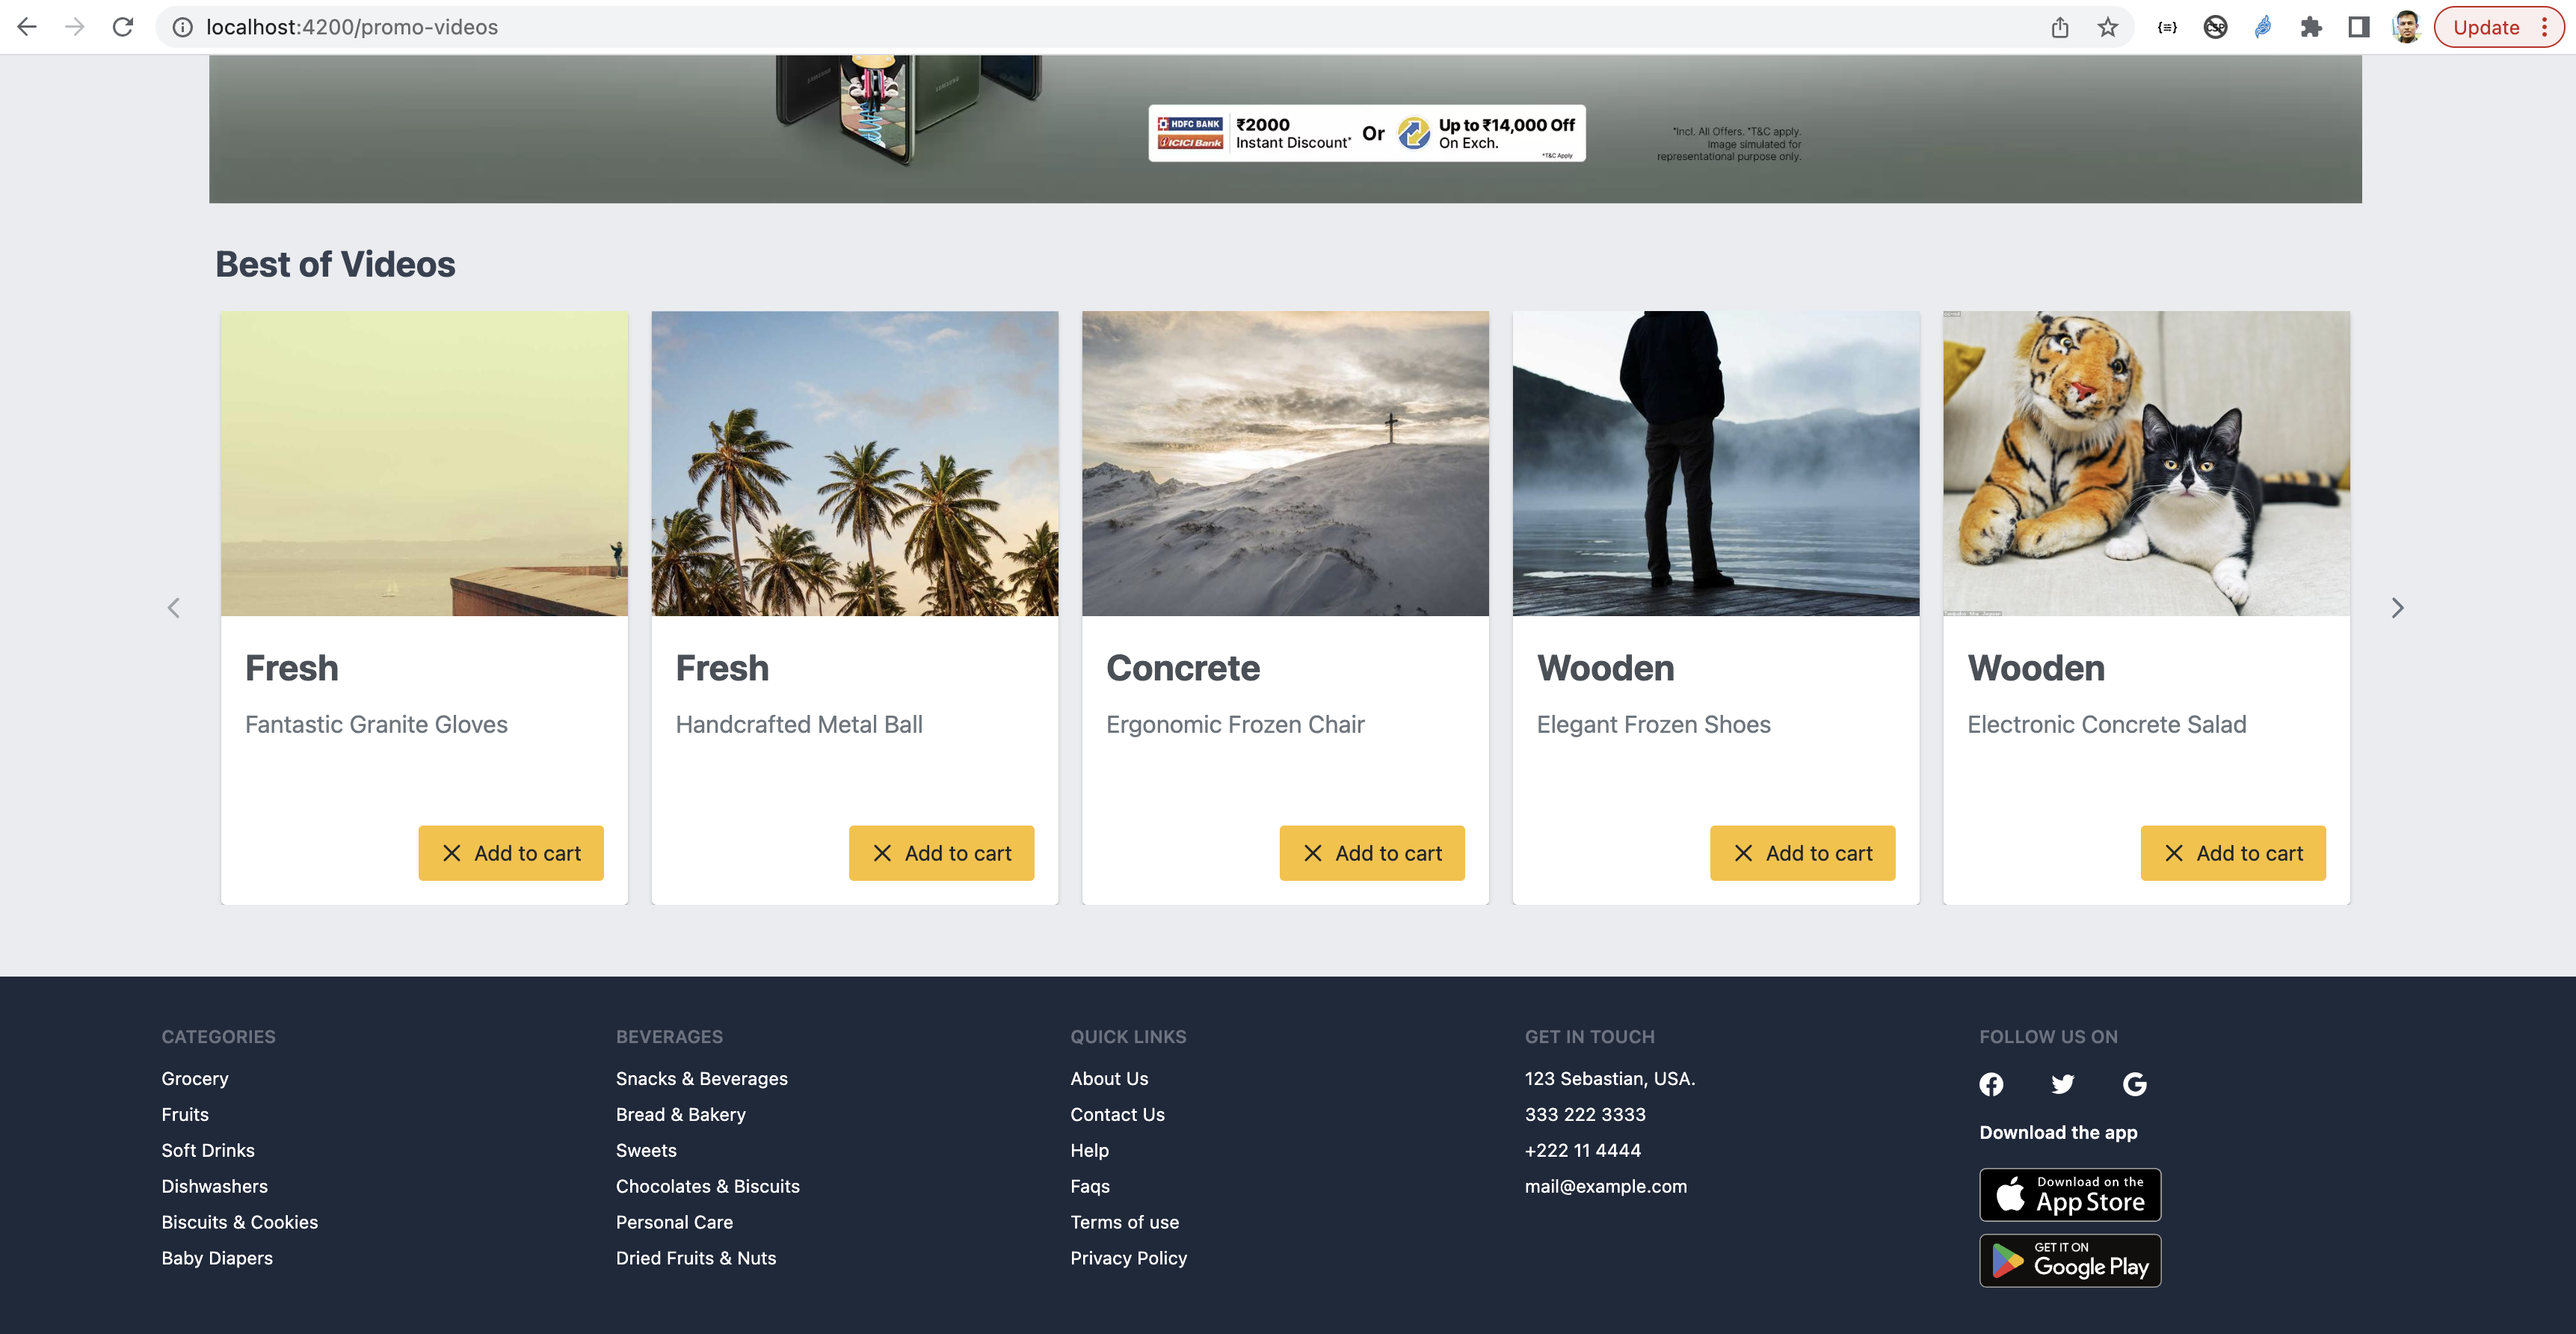 localhost:4200/promo-videos
Update
SAMSUNG
HDFC BANK
ICICI Bank
₹2000
Instant Discount*
Or
Up to ₹14,000 Off
On Exch.
*T&C Apply
*Incl. All Offers. *T&C apply.
Image simulated for
representational purpose only.
Best of Videos
Fresh
Fantastic Granite Gloves
Add to cart
Fresh
Handcrafted Metal Ball
Add to cart
Concrete
Ergonomic Frozen Chair
Add to cart
Wooden
Elegant Frozen Shoes
Add to cart
Wooden
Electronic Concrete Salad
Add to cart
CATEGORIES
Grocery
Fruits
Soft Drinks
Dishwashers
Biscuits & Cookies
Baby Diapers
BEVERAGES
Snacks & Beverages
Bread & Bakery
Sweets
Chocolates & Biscuits
Personal Care
Dried Fruits & Nuts
QUICK LINKS
About Us
Contact Us
Help
Faqs
Terms of use
Privacy Policy
GET IN TOUCH
123 Sebastian, USA.
333 222 3333
+222 11 4444
mail@example.com
FOLLOW US ON
Download the app
Download on the
App Store
GET IT ON
Google Play